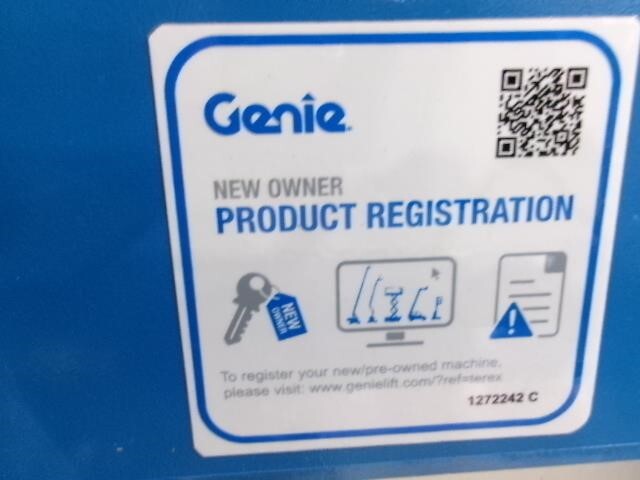 Genie
NEW OWNER
PRODUCT REGISTRATION
NEW
OWNER
To register your new/pre-owned machine,
please visit: www.genielift.com/?ref=terex
1272242 C